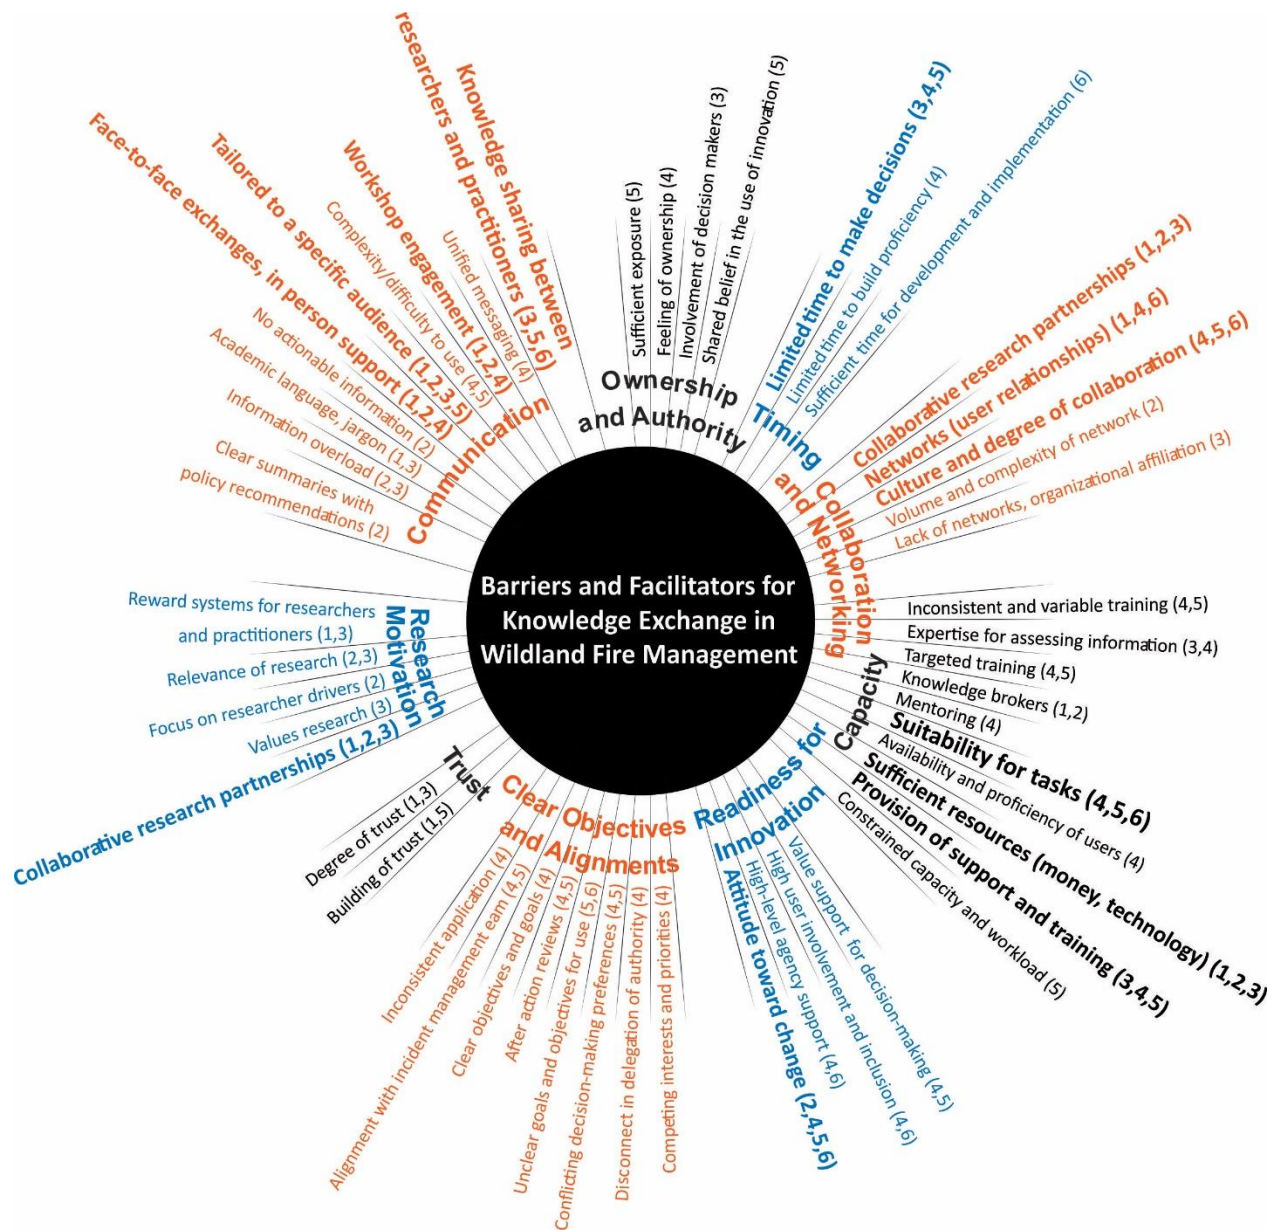 Barriers and Facilitators for
Knowledge Exchange in
Wildland Fire Management
Ownership
and Authority
Sufficient exposure (5)
Feeling of ownership (4)
Involvement of decision makers (3)
Shared belief in the use of innovation (5)
Timing
Limited time to make decisions (3,4,5)
Limited time to build proficiency (4)
Sufficient time for development and implementation (6)
Collaboration
and Networking
Collaborative research partnerships (1,2,3)
Networks (user relationships) (1,4,6)
Culture and degree of collaboration (4,5,6)
Volume and complexity of network (2)
Lack of networks, organizational affiliation (3)
Capacity
Inconsistent and variable training (4,5)
Expertise for assessing information (3,4)
Targeted training (4,5)
Knowledge brokers (1,2)
Mentoring (4)
Suitability for tasks (4,5,6)
Availability and proficiency of users (4)
Sufficient resources (money, technology) (1,2,3)
Provision of support and training (3,4,5)
Constrained capacity and workload (5)
Readiness for
Innovation
Value support for decision-making (4,5)
High user involvement and inclusion (4,6)
High-level agency support (4,6)
Attitude toward change (2,4,5,6)
Clear Objectives
and Alignments
Competing interests and priorities (4)
Disconnect in delegation of authority (4)
Conflicting decision-making preferences (4,5)
Unclear goals and objectives for use (5,6)
After action reviews (4,5)
Clear objectives and goals (4)
Alignment with incident management eam (4,5)
Inconsistent application (4)
Trust
Building of trust (1,5)
Degree of trust (1,3)
Research
Motivation
Collaborative research partnerships (1,2,3)
Values research (3)
Focus on researcher drivers (2)
Relevance of research (2,3)
Reward systems for researchers
and practitioners (1,3)
Communication
Clear summaries with
policy recommendations (2)
Information overload (2,3)
Academic language, jargon (1,3)
No actionable information (2)
Face-to-face exchanges, in person support (1,2,4)
Tailored to a specific audience (1,2,3,5)
Complexity/difficulty to use (4,5)
Workshop engagement (1,2,4)
Unified messaging (4)
Knowledge sharing between
researchers and practitioners (3,5,6)